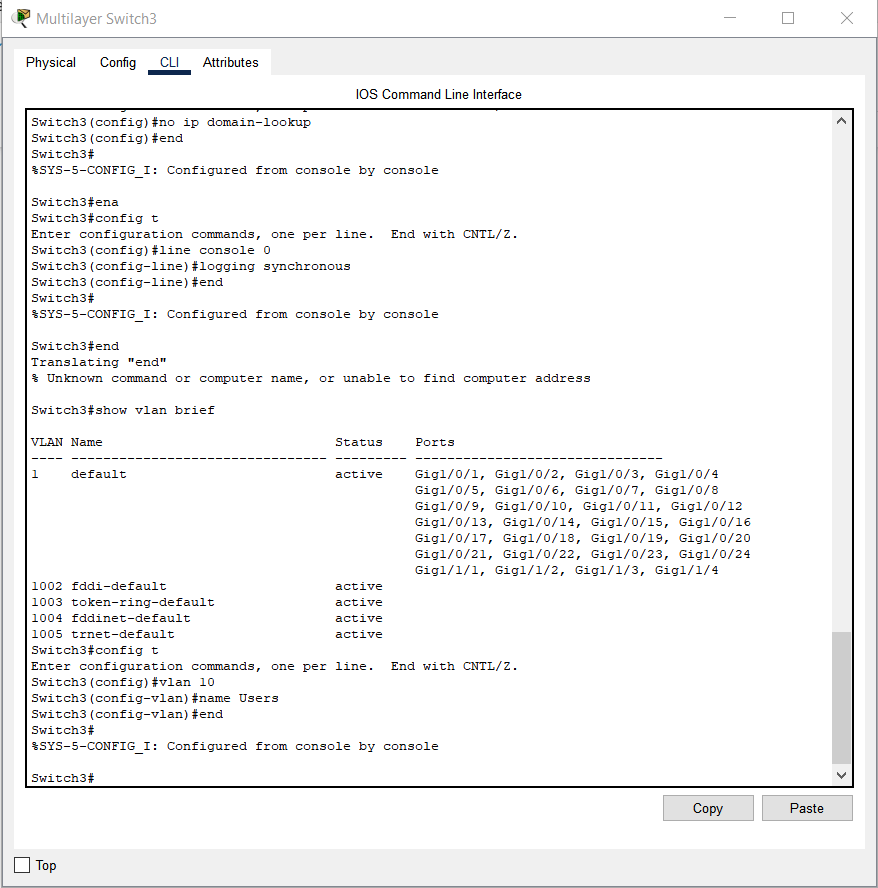 Multilayer Switch3
Physical Config CLI Attributes
IOS Command Line Interface
Switch3(config)#no ip domain-lookup
Switch3(config)#end
Switch3#
%SYS-5-CONFIG_I: Configured from console by console
Switch3#ena
Switch3#config t
Enter configuration commands, one per line.  End with CNTL/Z.
Switch3(config)#line console 0
Switch3(config-line)#logging synchronous
Switch3(config-line)#end
Switch3#
%SYS-5-CONFIG_I: Configured from console by console
Switch3#end
Translating "end"
% Unknown command or computer name, or unable to find computer address
Switch3#show vlan brief
VLAN Name                             Status    Ports
---- -------------------------------- --------- -------------------------------
1    default                          active    Gig1/0/1, Gig1/0/2, Gig1/0/3, Gig1/0/4
                                                Gig1/0/5, Gig1/0/6, Gig1/0/7, Gig1/0/8
                                                Gig1/0/9, Gig1/0/10, Gig1/0/11, Gig1/0/12
                                                Gig1/0/13, Gig1/0/14, Gig1/0/15, Gig1/0/16
                                                Gig1/0/17, Gig1/0/18, Gig1/0/19, Gig1/0/20
                                                Gig1/0/21, Gig1/0/22, Gig1/0/23, Gig1/0/24
                                                Gig1/1/1, Gig1/1/2, Gig1/1/3, Gig1/1/4
1002 fddi-default                     active
1003 token-ring-default               active
1004 fddinet-default                  active
1005 trnet-default                    active
Switch3#config t
Enter configuration commands, one per line.  End with CNTL/Z.
Switch3(config)#vlan 10
Switch3(config-vlan)#name Users
Switch3(config-vlan)#end
Switch3#
%SYS-5-CONFIG_I: Configured from console by console
Switch3#
Copy Paste
Top